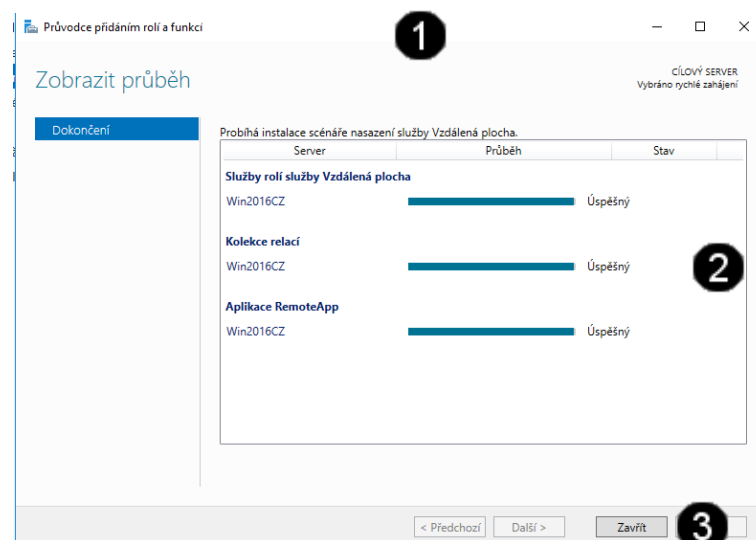 Průvodce přidáním rolí a funkcí
1
Zobrazit průběh
CÍLOVÝ SERVER
Vybráno rychlé zahájení
Dokončení
Probíhá instalace scénáře nasazení služby Vzdálená plocha.
Server Průběh Stav
Služby rolí služby Vzdálená plocha
Win2016CZ Úspěšný
Kolekce relací
Win2016CZ Úspěšný
2
Aplikace RemoteApp
Win2016CZ Úspěšný
< Předchozí Další > Zavřít 3